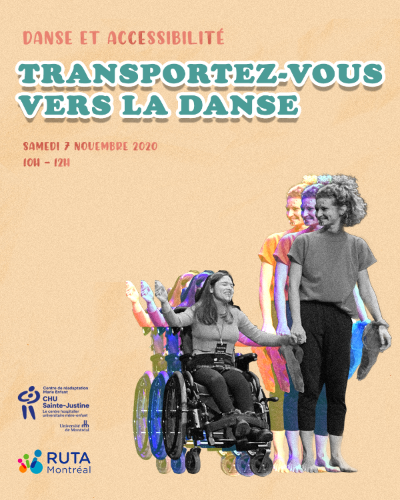 DANSE ET ACCESSIBILITÉ
TRANSPORTEZ-VOUS
VERS LA DANSE
SAMEDI 7 NOVEMBRE 2020
10H – 12H
Centre de réadaptation
Marie Enfant
CHU
Sainte-Justine
Le centre hospitalier
universitaire mère-enfant
Université
de Montréal
RUTA
Montréal